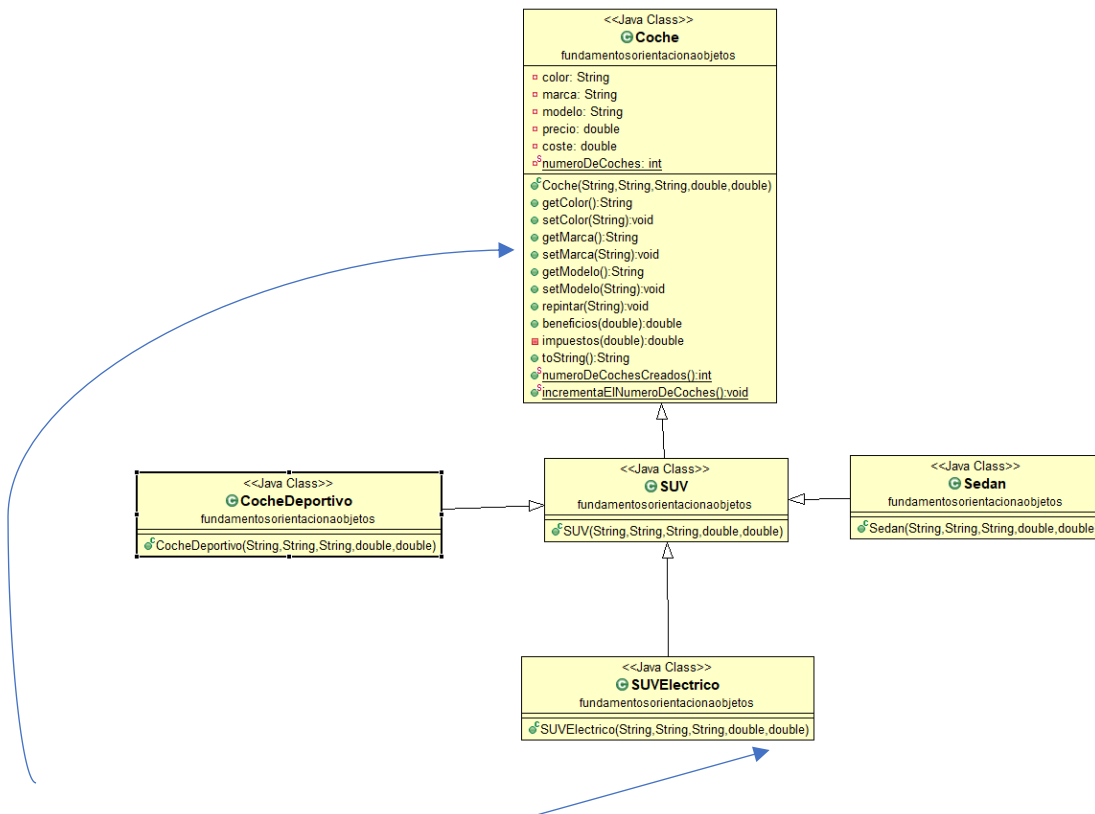 <<Java Class>>
Coche
fundamentosorientacionaobjetos
color: String
marca: String
modelo: String
precio: double
coste: double
numeroDeCoches: int
Coche(String,String,String,double,double)
getColor():String
setColor(String):void
getMarca():String
setMarca(String):void
getModelo():String
setModelo(String):void
repintar(String):void
beneficios(double):double
impuestos(double):double
toString():String
numeroDeCochesCreados():int
incrementaElNumeroDeCoches():void
<<Java Class>>
CocheDeportivo
fundamentosorientacionaobjetos
CocheDeportivo(String,String,String,double,double)
<<Java Class>>
SUV
fundamentosorientacionaobjetos
SUV(String,String,String,double,double)
<<Java Class>>
Sedan
fundamentosorientacionaobjetos
Sedan(String,String,String,double,double
<<Java Class>>
SUVElectrico
fundamentosorientacionaobjetos
SUVElectrico(String,String,String,double,double)